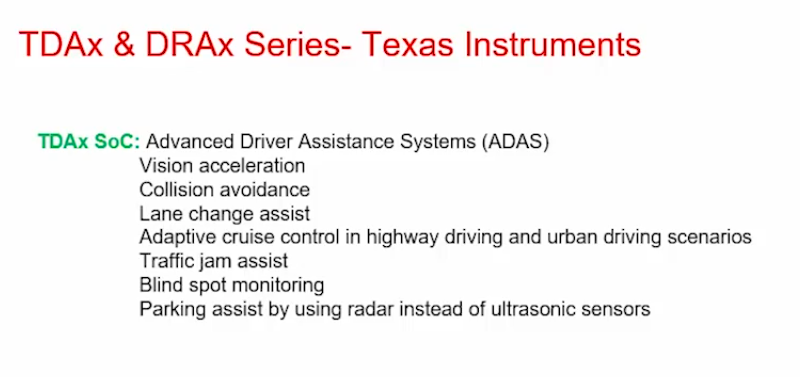 TDAx & DRAx Series- Texas Instruments
TDAx SoC: Advanced Driver Assistance Systems (ADAS)
Vision acceleration
Collision avoidance
Lane change assist
Adaptive cruise control in highway driving and urban driving scenarios
Traffic jam assist
Blind spot monitoring
Parking assist by using radar instead of ultrasonic sensors